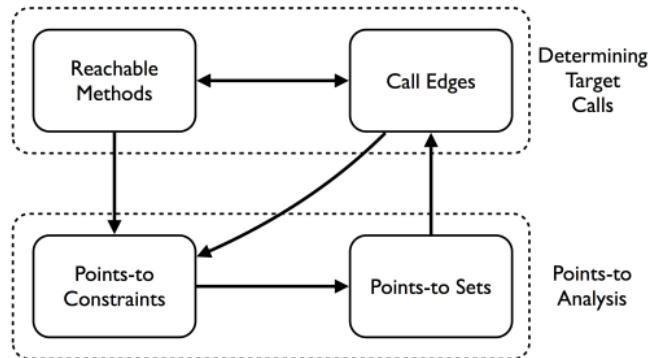 Reachable
Methods
Call Edges
Determining
Target
Calls
Points-to
Constraints
Points-to Sets
Points-to
Analysis